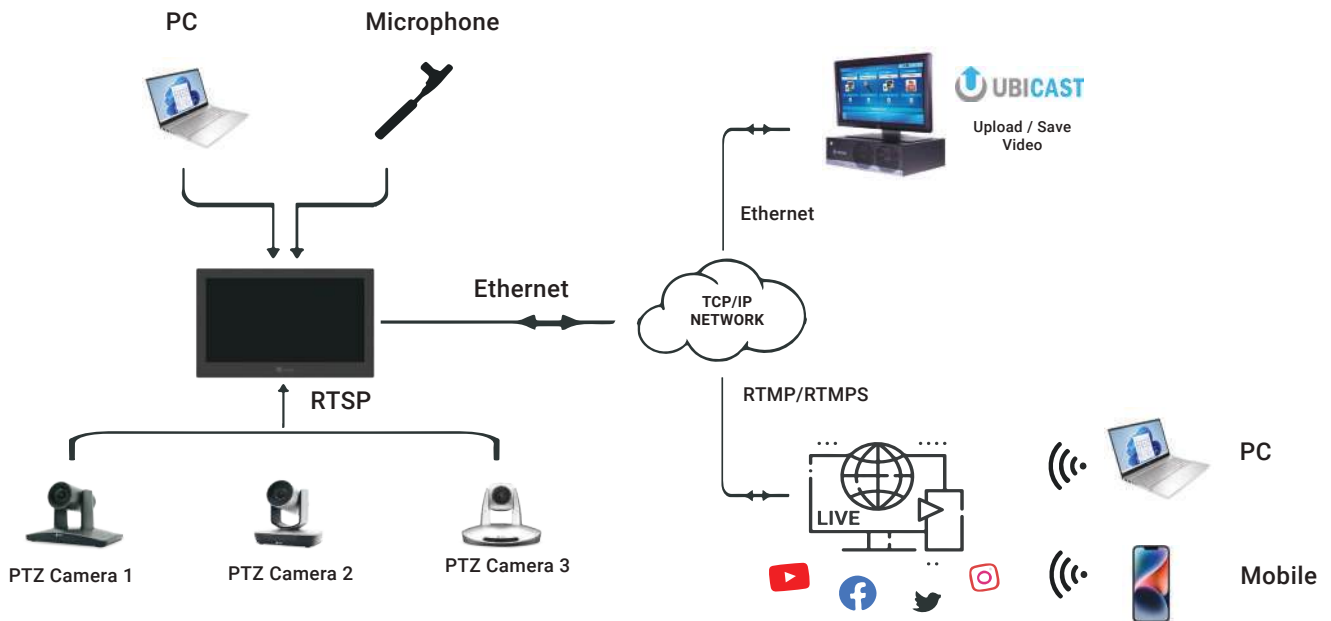 PC
Microphone
UBICAST
Upload / Save
Video
Ethernet
Ethernet
TCP/IP
NETWORK
RTSP
RTMP/RTMPS
LIVE
PC
Mobile
PTZ Camera 1
PTZ Camera 2
PTZ Camera 3